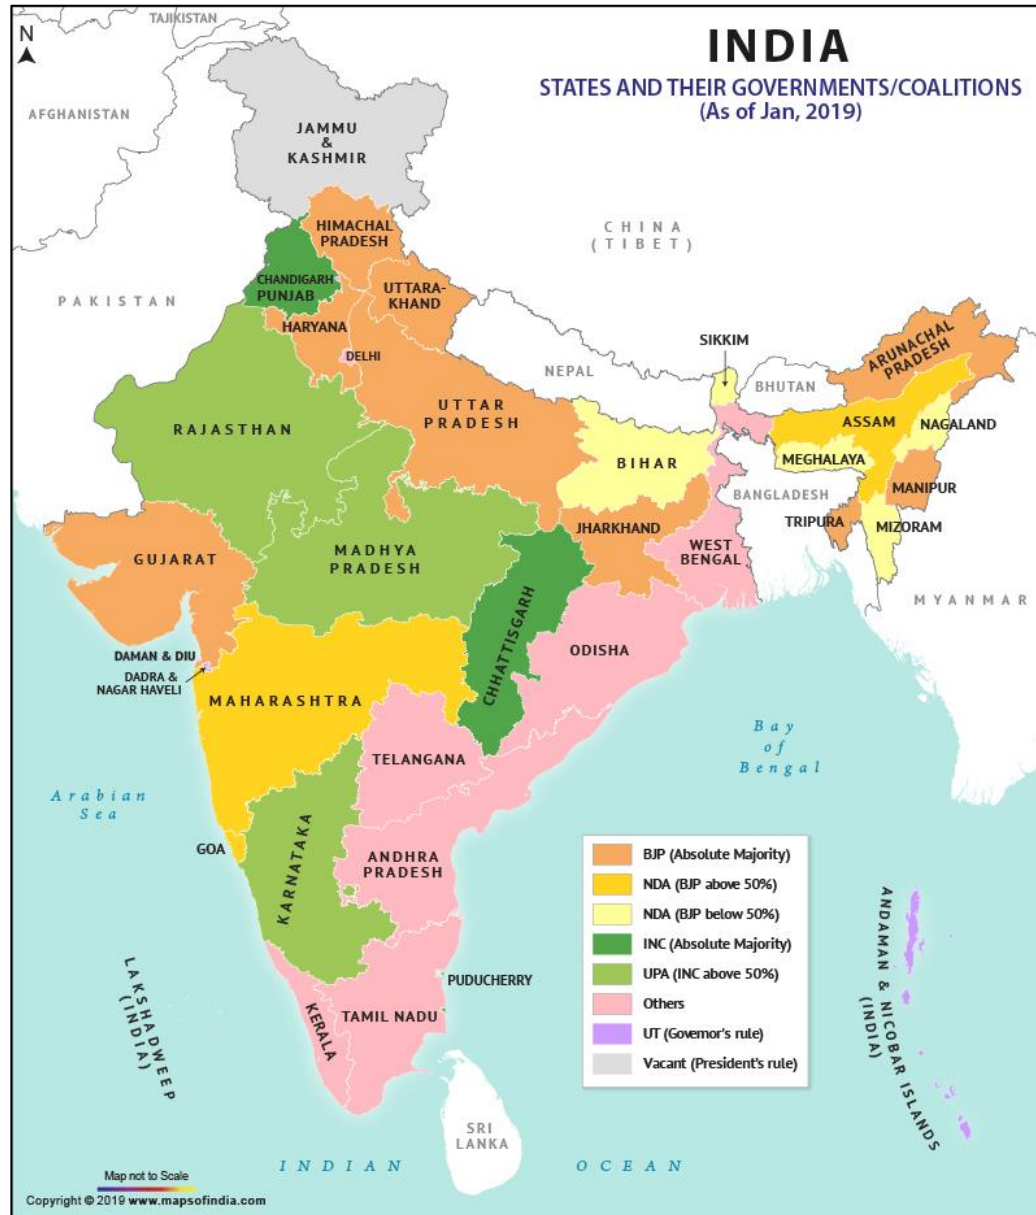 TAJIKISTAN
N
INDIA
STATES AND THEIR GOVERNMENTS/COALITIONS
(As of Jan, 2019)
AFGHANISTAN
JAMMU
&
KASHMIR
CHINA
(TIBET)
HIMACHAL
PRADESH
CHANDIGARH
PUNJAB
UTTARA-
KHAND
PAKISTAN
HARYANA
DELHI
SIKKIM
NEPAL
BHUTAN
ARUNACHAL
PRADESH
RAJASTHAN
UTTAR
PRADESH
ASSAM
NAGALAND
BIHAR
MEGHALAYA
MANIPUR
BANGLADESH
TRIPURA
MIZORAM
JHARKHAND
WEST
BENGAL
GUJARAT
MADHYA
PRADESH
MYANMAR
CHHATTISGARH
ODISHA
DAMAN & DIU
DADRA &
NAGAR HAVELI
MAHARASHTRA
TELANGANA
Bay
of
Bengal
Arabian
Sea
GOA
KARNATAKA
ANDHRA
PRADESH
BJP (Absolute Majority)
NDA (BJP above 50%)
NDA (BJP below 50%)
INC (Absolute Majority)
UPA (INC above 50%)
Others
UT (Governor's rule)
Vacant (President's rule)
ANDAMAN & NICOBAR ISLANDS
(INDIA)
LAKSHADWEEP
(INDIA)
PUDUCHERRY
KERALA
TAMIL NADU
SRI
LANKA
INDIAN OCEAN
Map not to Scale
Copyright © 2019 www.mapsofindia.com